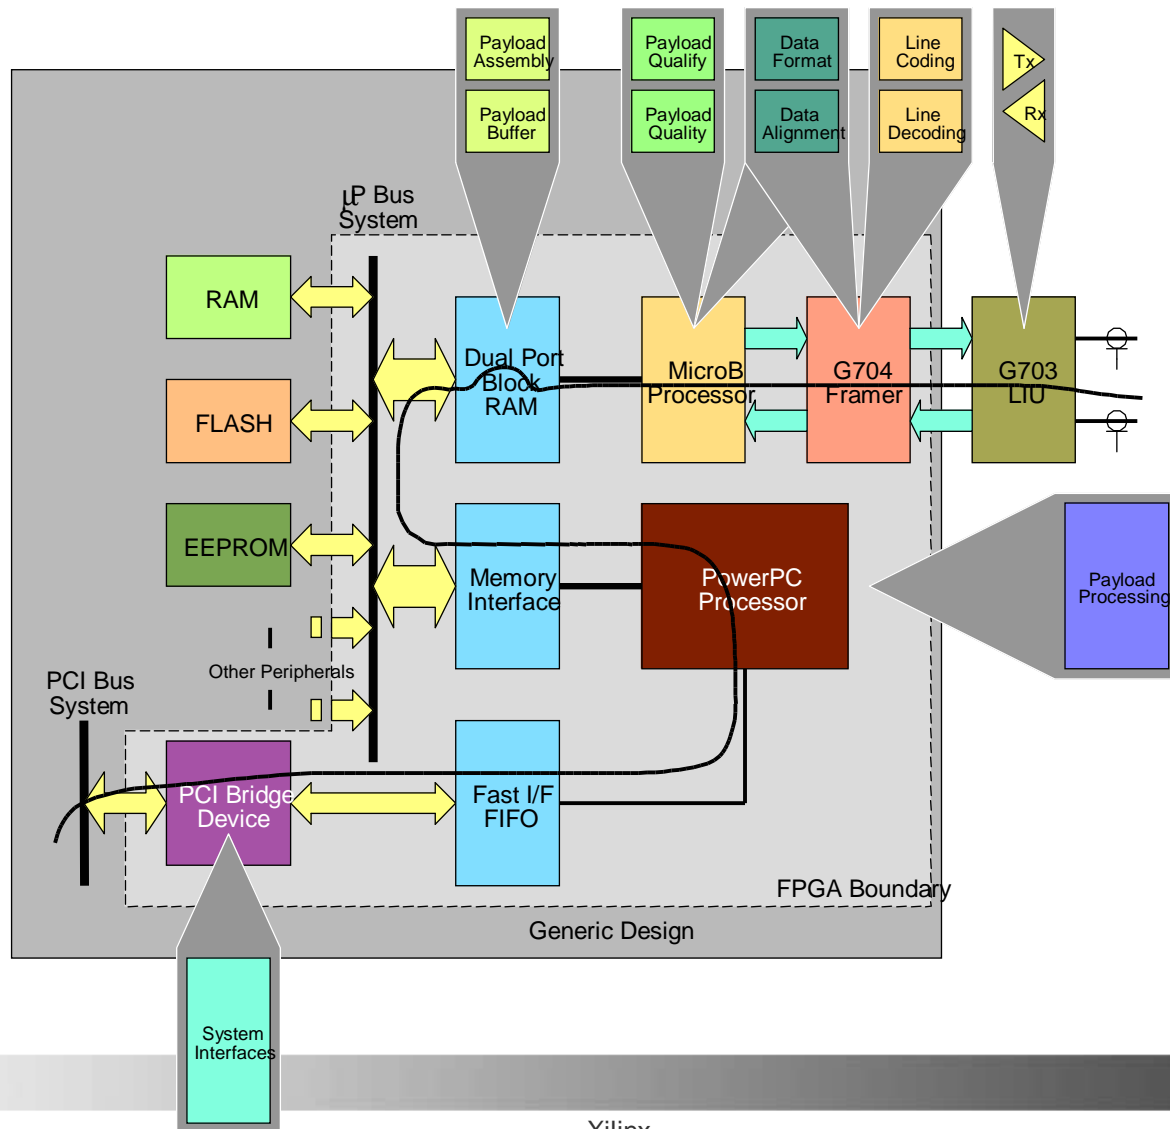 Payload
Assembly
Payload
Buffer
Payload
Qualify
Payload
Quality
Data
Format
Data
Alignment
Line
Coding
Line
Decoding
Tx
Rx
µP Bus
System
RAM
FLASH
EEPROM
Other Peripherals
Dual Port
Block
RAM
MicroB
Processor
G704
Framer
G703
LIU
Memory
Interface
PowerPC
Processor
Payload
Processing
PCI Bus
System
PCI Bridge
Device
Fast I/F
FIFO
FPGA Boundary
Generic Design
System
Interfaces
Xilinx